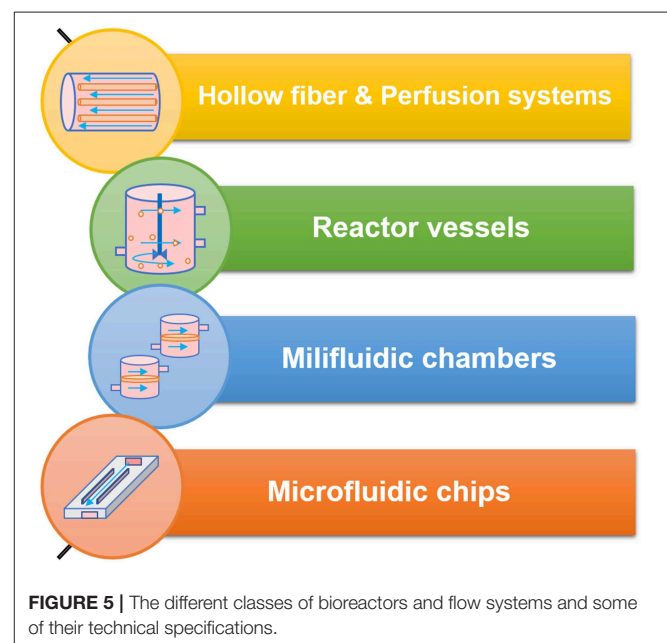 Hollow fiber & Perfusion systems
Reactor vessels
Milifluidic chambers
Microfluidic chips
FIGURE 5 | The different classes of bioreactors and flow systems and some
of their technical specifications.